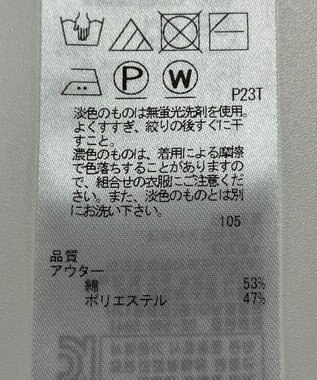 P
W
P23T
淡色のものは無蛍光洗剤を使用。
よくすすぎ、絞りの後すぐに干
すこと。
濃色のものは、着用による摩擦
で色落ちすることがありますの
で、組合せの衣服にご注意くだ
さい。また、淡色のものとは別
にお洗い下さい。
105
品質
アウター
綿 53%
ポリエステル 47%